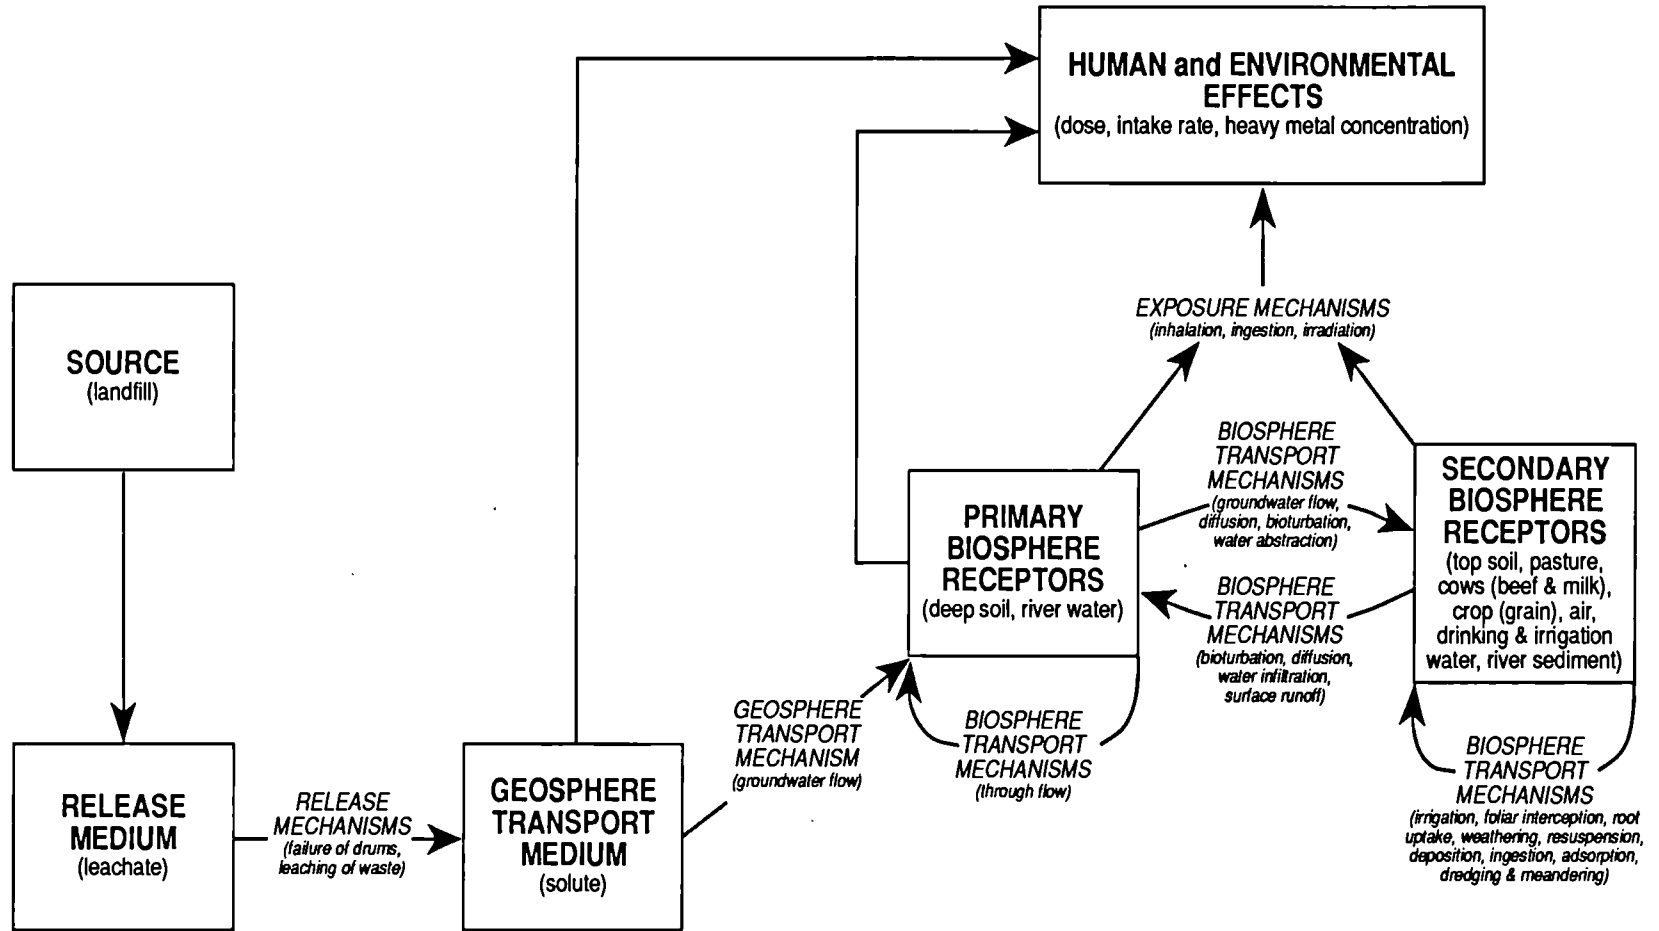 HUMAN and ENVIRONMENTAL
EFFECTS
(dose, intake rate, heavy metal concentration)
EXPOSURE MECHANISMS
(inhalation, ingestion, irradiation)
SOURCE
(landfill)
RELEASE
MEDIUM
(leachate)
RELEASE
MECHANISMS
(failure of drums,
leaching of waste)
GEOSPHERE
TRANSPORT
MEDIUM
(solute)
GEOSPHERE
TRANSPORT
MECHANISM
(groundwater flow)
PRIMARY
BIOSPHERE
RECEPTORS
(deep soil, river water)
BIOSPHERE
TRANSPORT
MECHANISMS
(through flow)
BIOSPHERE
TRANSPORT
MECHANISMS
(groundwater flow,
diffusion, bioturbation,
water abstraction)
BIOSPHERE
TRANSPORT
MECHANISMS
(bioturbation, diffusion,
water infiltration,
surface runoff)
SECONDARY
BIOSPHERE
RECEPTORS
(top soil, pasture,
cows (beef & milk),
crop (grain), air,
drinking & irrigation
water, river sediment)
BIOSPHERE
TRANSPORT
MECHANISMS
(irrigation, foliar interception, root
uptake, weathering, resuspension,
deposition, ingestion, adsorption,
dredging & meandering)